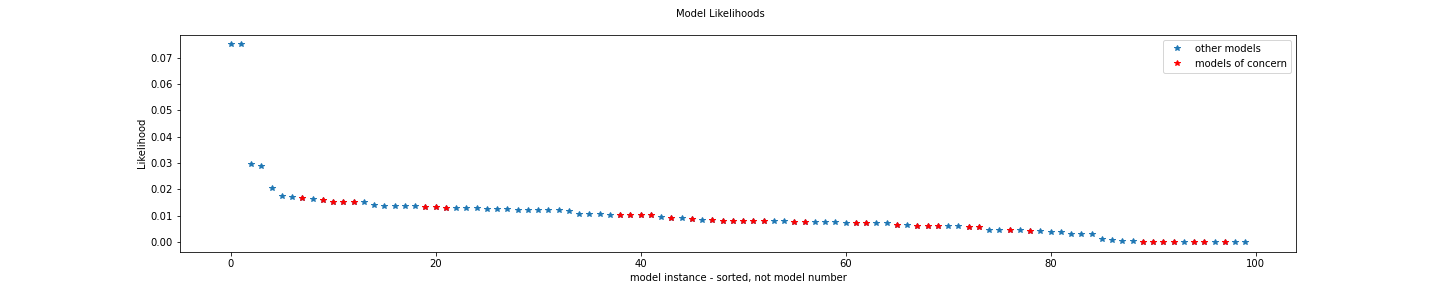 Model Likelihoods
other models
models of concern
Likelihood
0.07
0.06
0.05
0.04
0.03
0.02
0.01
0.00
0 20 40 60 80 100
model instance - sorted, not model number